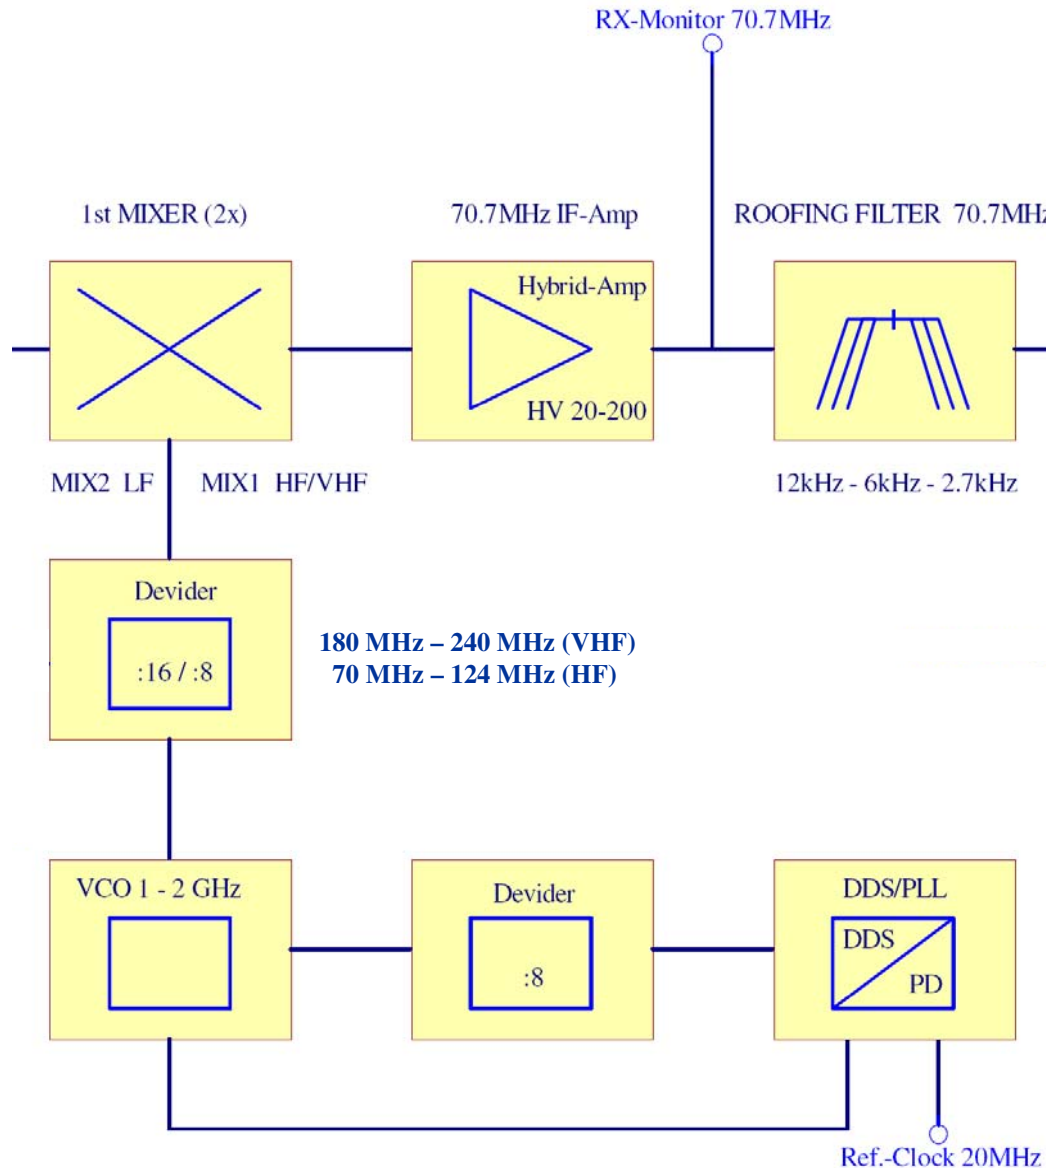 RX-Monitor 70.7MHz
1st MIXER (2x)
70.7MHz IF-Amp
ROOFING FILTER 70.7MHz
Hybrid-Amp
HV 20-200
MIX2 LF
MIX1 HF/VHF
12kHz - 6kHz - 2.7kHz
Devider
:16 / :8
180 MHz – 240 MHz (VHF)
70 MHz – 124 MHz (HF)
VCO 1 - 2 GHz
Devider
:8
DDS/PLL
DDS
PD
Ref.-Clock 20MHz